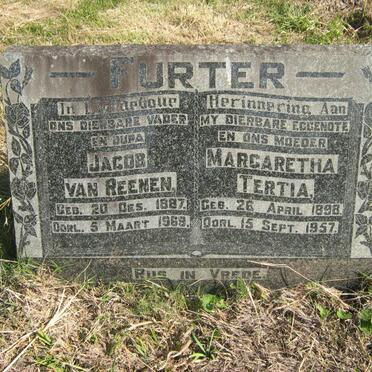 FURTER
In Liefdevolle
ONS DIERBARE VADER
EN OUPA
JACOB
VAN REENEN.
GEB. 20 DES. 1887.
OORL. 5 MAART 1969.
Herinnering Aan
MY DIERBARE EGGENOTE
EN ONS MOEDER
MARGARETHA
TERTIA.
GEB. 26 APRIL 1898.
OORL. 15 SEPT. 1957.
RUS IN VREDE.